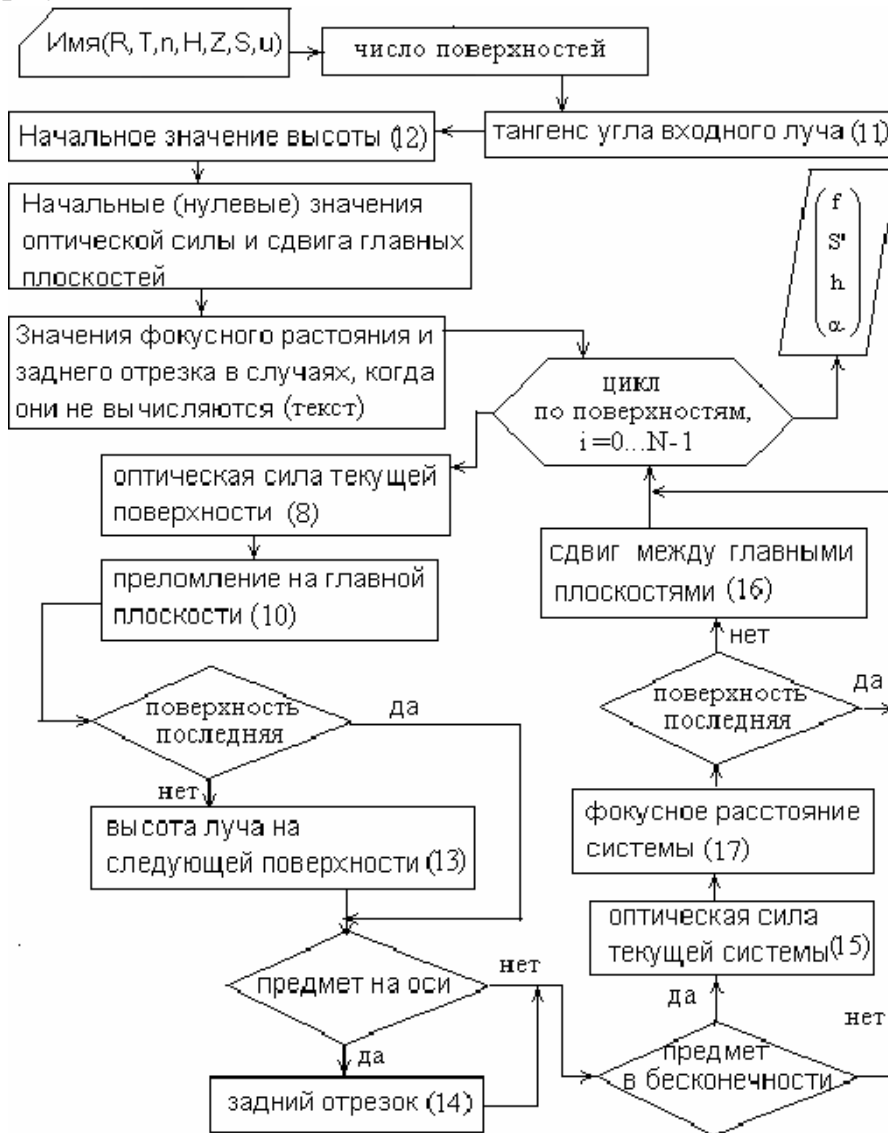 Имя(R,T,n,H,Z,S,u)
число поверхностей
Начальное значение высоты (12)
тангенс угла входного луча (11)
Начальные (нулевые) значения
оптической силы и сдвига главных
плоскостей
f
S'
h
α
Значения фокусного растояния и
заднего отрезка в случаях, когда
они не вычисляются (текст)
цикл
по поверхностям,
i =0...N-1
оптическая сила текущей
поверхности (8)
преломление на главной
плоскости (10)
поверхность
последняя
да
нет
высота луча на
следующей поверхности (13)
предмет на оси
нет
да
задний отрезок (14)
предмет
в бесконечности
да
нет
оптическая сила
текущей системы (15)
фокусное расстояние
системы (17)
поверхность
последняя
да
нет
сдвиг между главными
плоскостями (16)